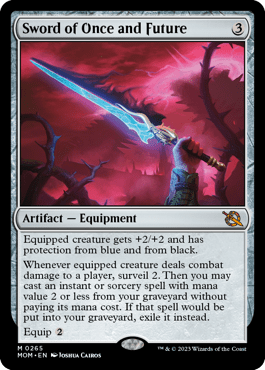 Sword of Once and Future 3
Artifact — Equipment
Equipped creature gets +2/+2 and has
protection from blue and from black.
Whenever equipped creature deals combat
damage to a player, surveil 2. Then you may
cast an instant or sorcery spell with mana
value 2 or less from your graveyard without
paying its mana cost. If that spell would be
put into your graveyard, exile it instead.
Equip 2
M 0265
MOM • EN Joshua Cairos ™ & © 2023 Wizards of the Coast